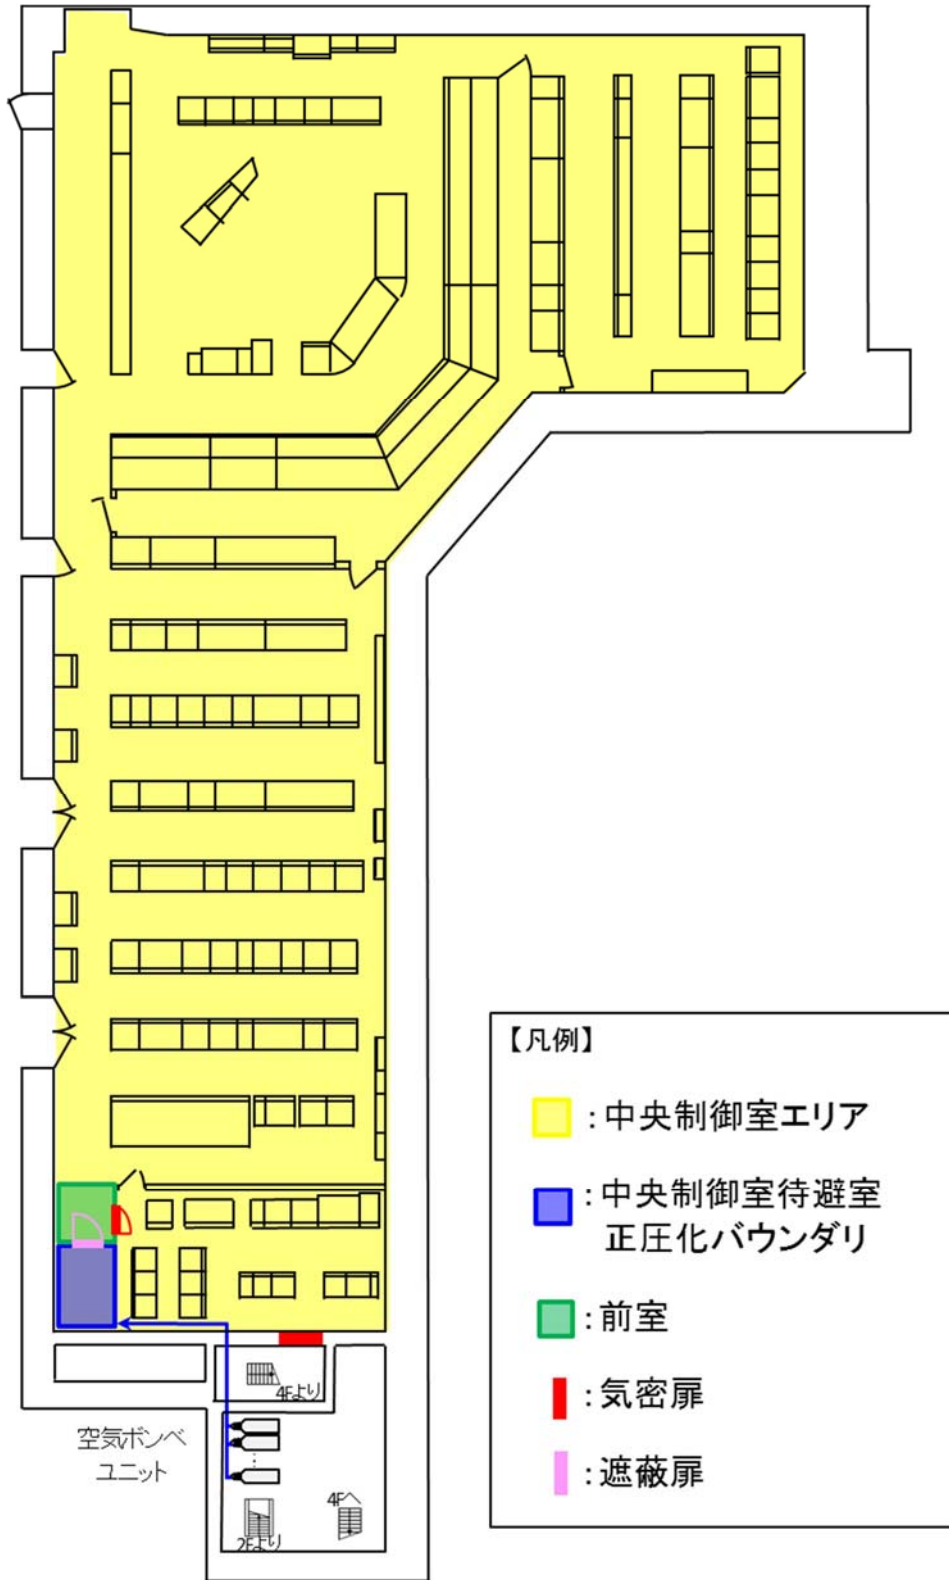 【凡例】
:中央制御室エリア
:中央制御室待避室
正圧化バウンダリ
:前室
:気密扉
:遮蔽扉
4Fより
空気ボンベ
ユニット
4Fへ
2Fより